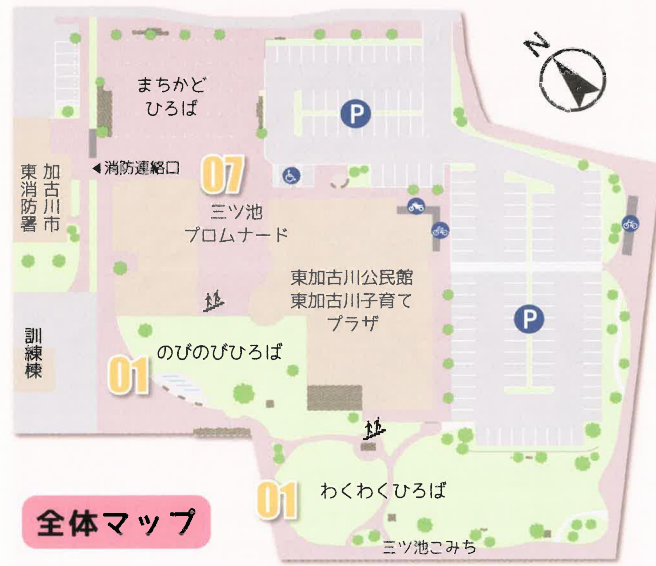 N
まちかど
ひろば
P
◀消防連絡口
加古川市
東消防署
07
三ツ池
プロムナード
東加古川公民館
東加古川子育て
プラザ
P
訓練棟
のびのびひろば
01
わくわくひろば
01
全体マップ
三ツ池こみち